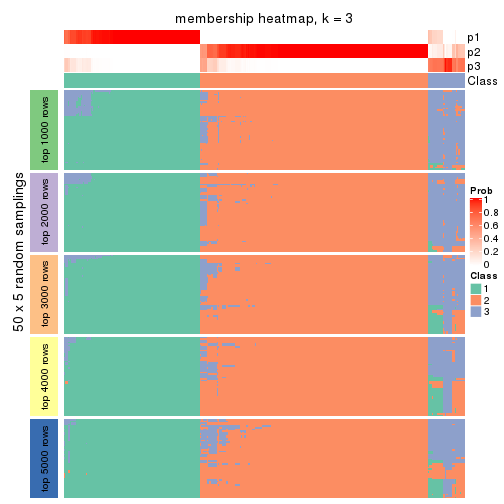 membership heatmap, k = 3
p1
p2
p3
Class
50 x 5 random samplings
top 1000 rows
top 2000 rows
top 3000 rows
top 4000 rows
top 5000 rows
Prob
1
0.8
0.6
0.4
0.2
0
Class
1
2
3